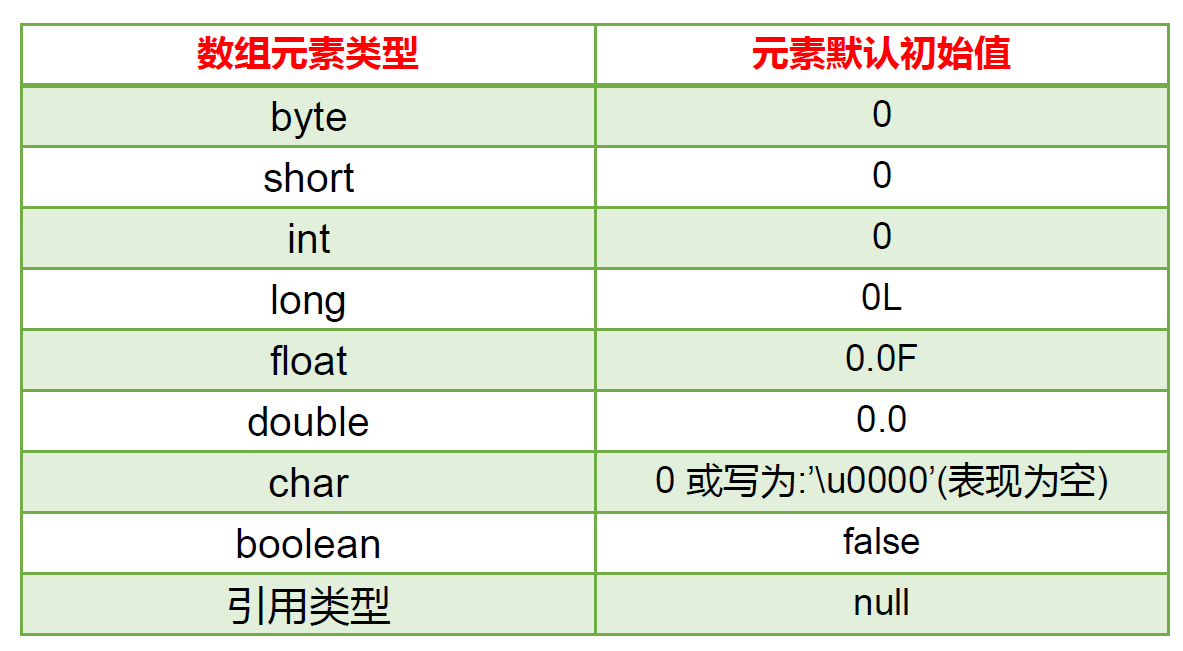 数组元素类型 元素默认初始值
byte 0
short 0
int 0
long 0L
float 0.0F
double 0.0
char 0 或写为:’\u0000’(表现为空)
boolean false
引用类型 null